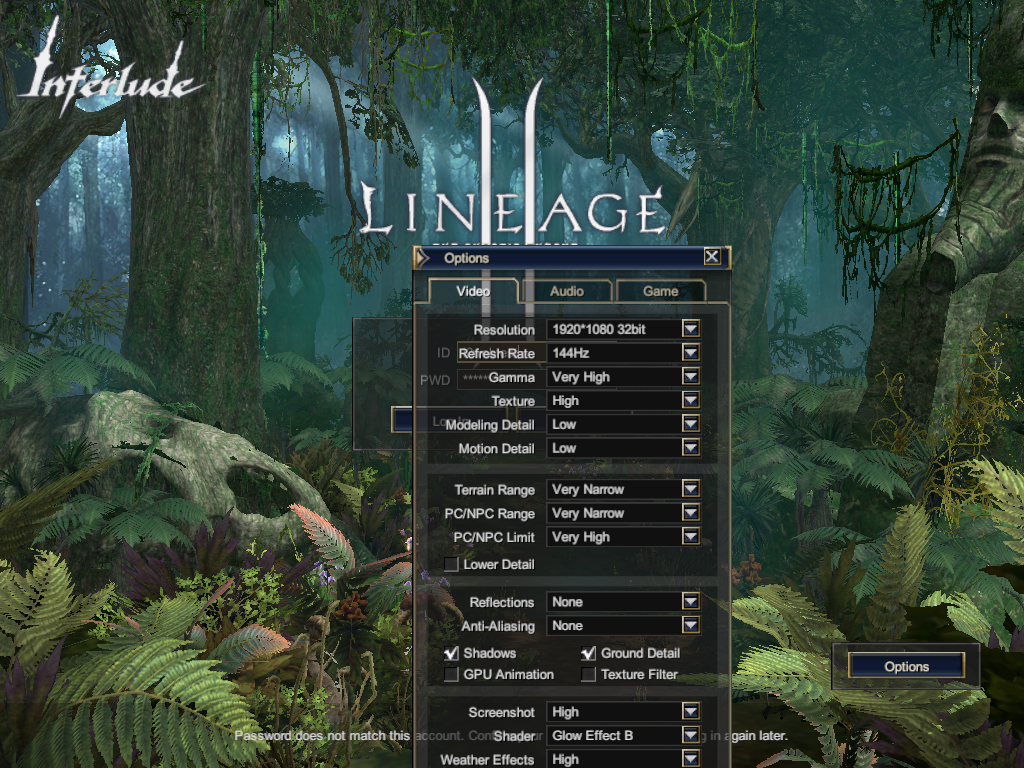 Interlude
LINEAGE
II
Options
Video Audio Game
Resolution 1920*1080 32bit
ID Refresh Rate 144Hz
PWD ***** Gamma Very High
Texture High
Modeling Detail Low
Motion Detail Low
Terrain Range Very Narrow
PC/NPC Range Very Narrow
PC/NPC Limit Very High
Lower Detail
Reflections None
Anti-Aliasing None
Shadows Ground Detail
GPU Animation Texture Filter
Options
Screenshot High
Password does not match this account. Shader Glow Effect B again later.
Weather Effects High